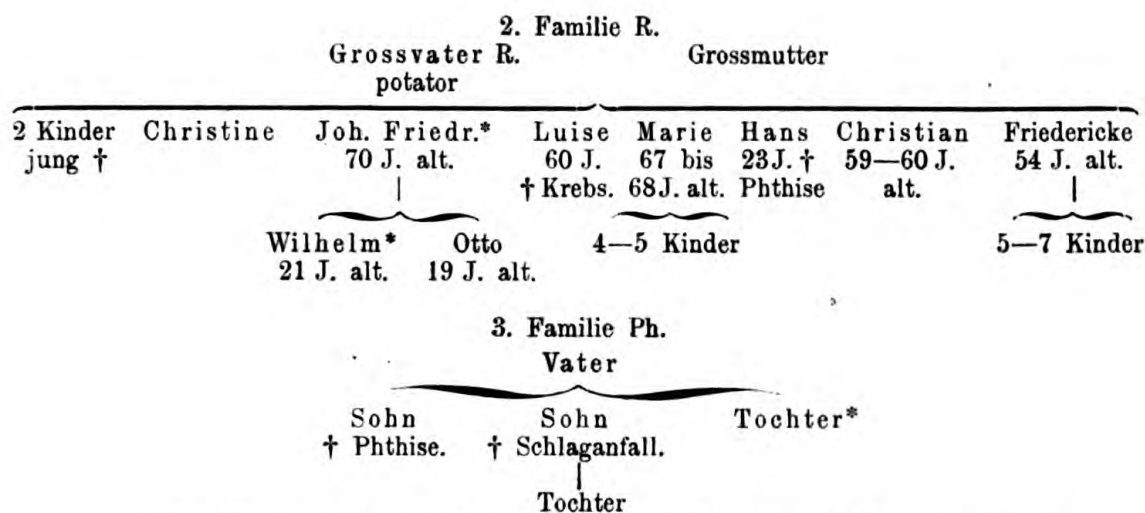 2. Familie R.
Grossvater R. Grossmutter
potator
2 Kinder Christine Joh. Friedr.* Luise Marie Hans Christian Friedericke
jung † 70 J. alt. 60 J. 67 bis 23 J. † 59—60 J. 54 J. alt.
† Krebs. 68 J. alt. Phthise alt.
Wilhelm* Otto 4—5 Kinder 5—7 Kinder
21 J. alt. 19 J. alt.
3. Familie Ph.
Vater
Sohn Sohn Tochter*
† Phthise. † Schlaganfall.
Tochter